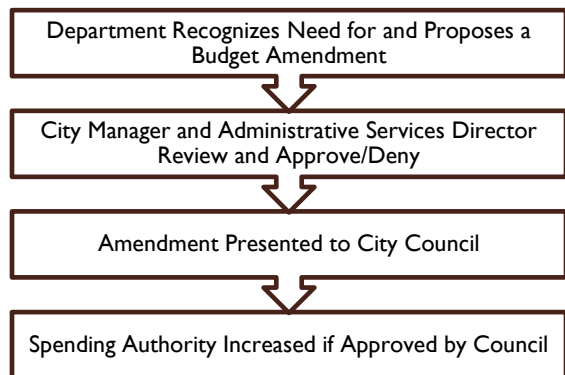 Department Recognizes Need for and Proposes a
Budget Amendment
City Manager and Administrative Services Director
Review and Approve/Deny
Amendment Presented to City Council
Spending Authority Increased if Approved by Council